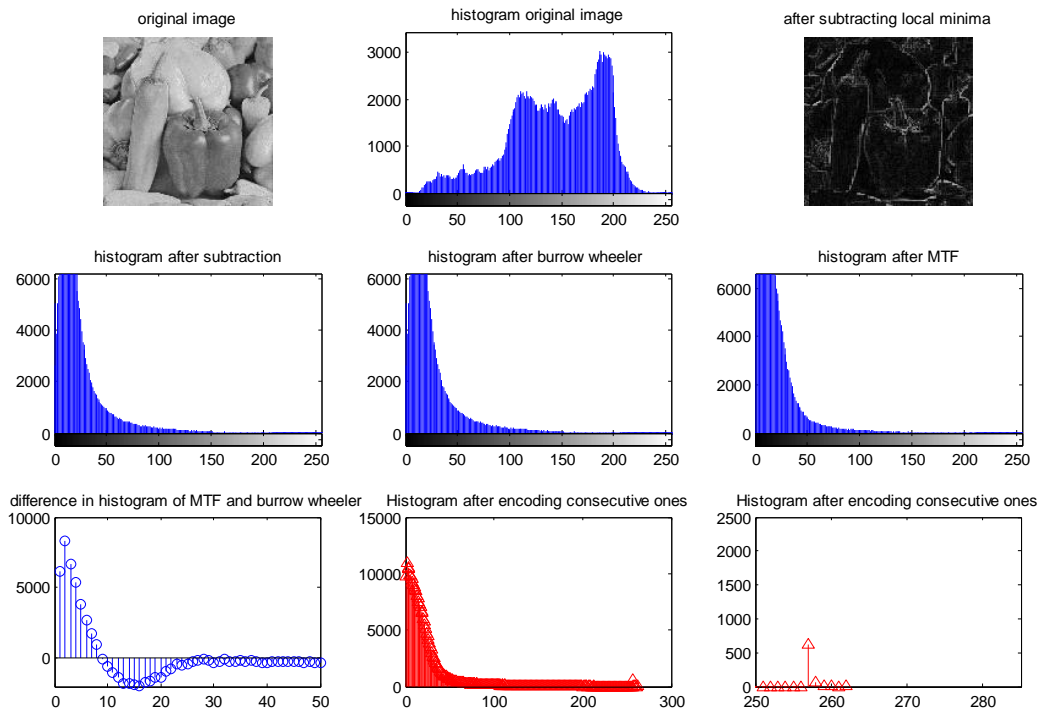 original image
histogram original image
after subtracting local minima
3000
2000
1000
0
0 50 100 150 200 250
histogram after subtraction
histogram after burrow wheeler
histogram after MTF
6000
4000
2000
0
0 50 100 150 200 250
6000
4000
2000
0
0 50 100 150 200 250
6000
4000
2000
0
0 50 100 150 200 250
difference in histogram of MTF and burrow wheeler
Histogram after encoding consecutive ones
Histogram after encoding consecutive ones
10000
5000
0
0 10 20 30 40 50
15000
10000
5000
0
0 50 100 150 200 250 300
2500
2000
1500
1000
500
0
250 260 270 280